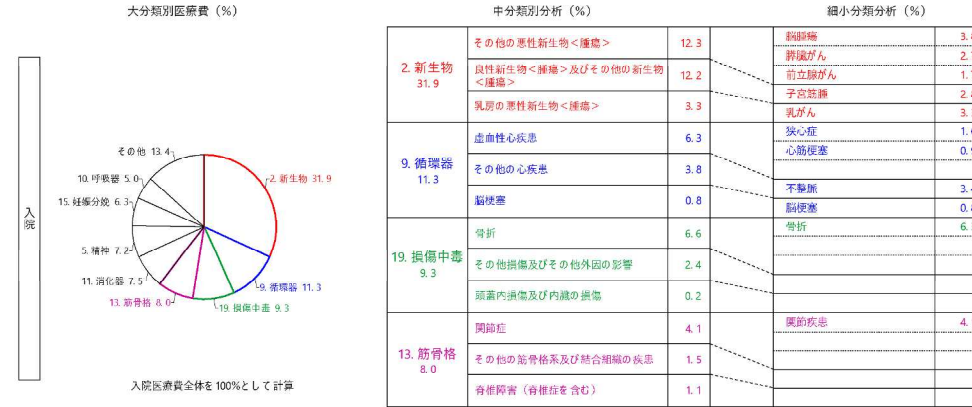 大分類別医療費（%）
中分類別分析（%）
細小分類分析（%）
入院
その他 13.4
10. 呼吸器 5.0
15. 妊娠分娩 6.3
5. 精神 7.2
11. 消化器 7.5
13. 筋骨格 8.0
19. 損傷中毒 9.3
9. 循環器 11.3
2. 新生物 31.9
入院医療費全体を100%として計算
2. 新生物
31.9
その他の悪性新生物＜腫瘍＞ 12.3
良性新生物＜腫瘍＞及びその他の新生物
＜腫瘍＞ 12.2
乳房の悪性新生物＜腫瘍＞ 3.3
脳腫瘍 3.
膵臓がん 2.
前立腺がん 1.
子宮筋腫 2.
乳がん 3.
9. 循環器
11.3
虚血性心疾患 6.3
その他の心疾患 3.8
脳梗塞 0.8
狭心症 1.
心筋梗塞 0.
不整脈 3.
脳梗塞 0.
19. 損傷中毒
9.3
骨折 6.6
その他損傷及びその他外因の影響 2.4
頭蓋内損傷及び内臓の損傷 0.2
骨折 6.
13. 筋骨格
8.0
関節症 4.1
その他の筋骨格系及び結合組織の疾患 1.5
脊椎障害（脊椎症を含む） 1.1
関節疾患 4.